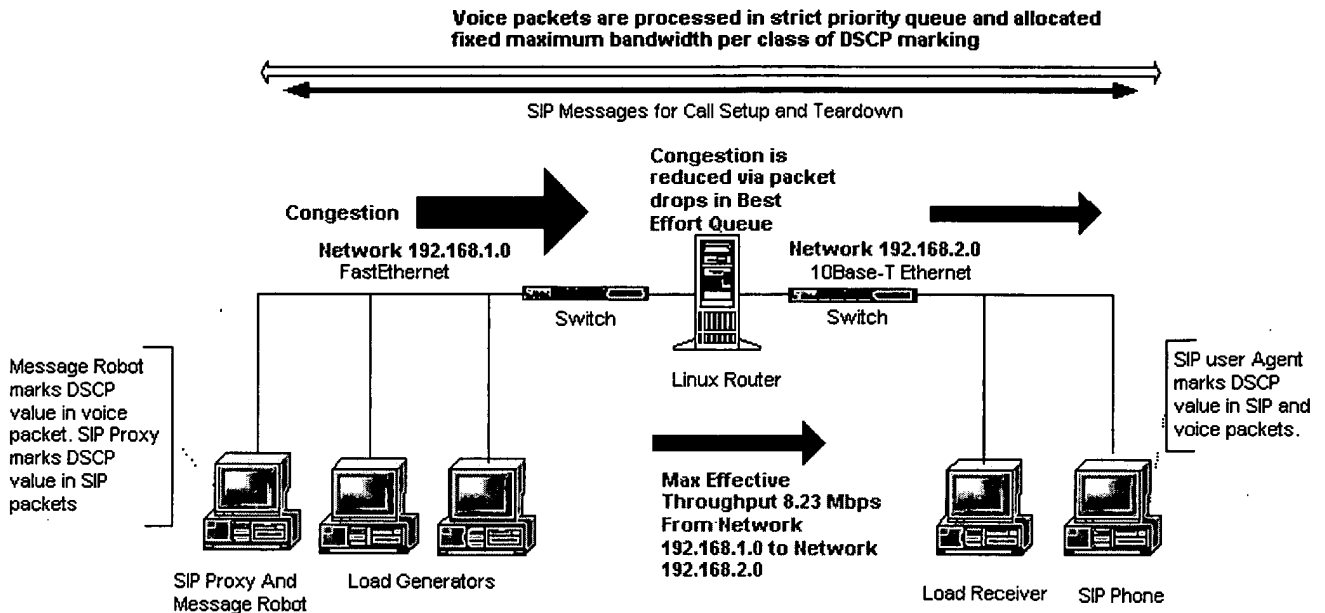 Voice packets are processed in strict priority queue and allocated
fixed maximum bandwidth per class of DSCP marking
SIP Messages for Call Setup and Teardown
Congestion is
reduced via packet
drops in Best
Effort Queue
Congestion
Network 192.168.1.0
FastEthernet
Network 192.168.2.0
10Base-T Ethernet
Switch
Switch
Linux Router
Message Robot
marks DSCP
value in voice
packet. SIP Proxy
marks DSCP
value in SIP
packets
SIP user Agent
marks DSCP
value in SIP and
voice packets.
Max Effective
Throughput 8.23 Mbps
From Network
192.168.1.0 to Network
192.168.2.0
SIP Proxy And
Message Robot
Load Generators
Load Receiver
SIP Phone